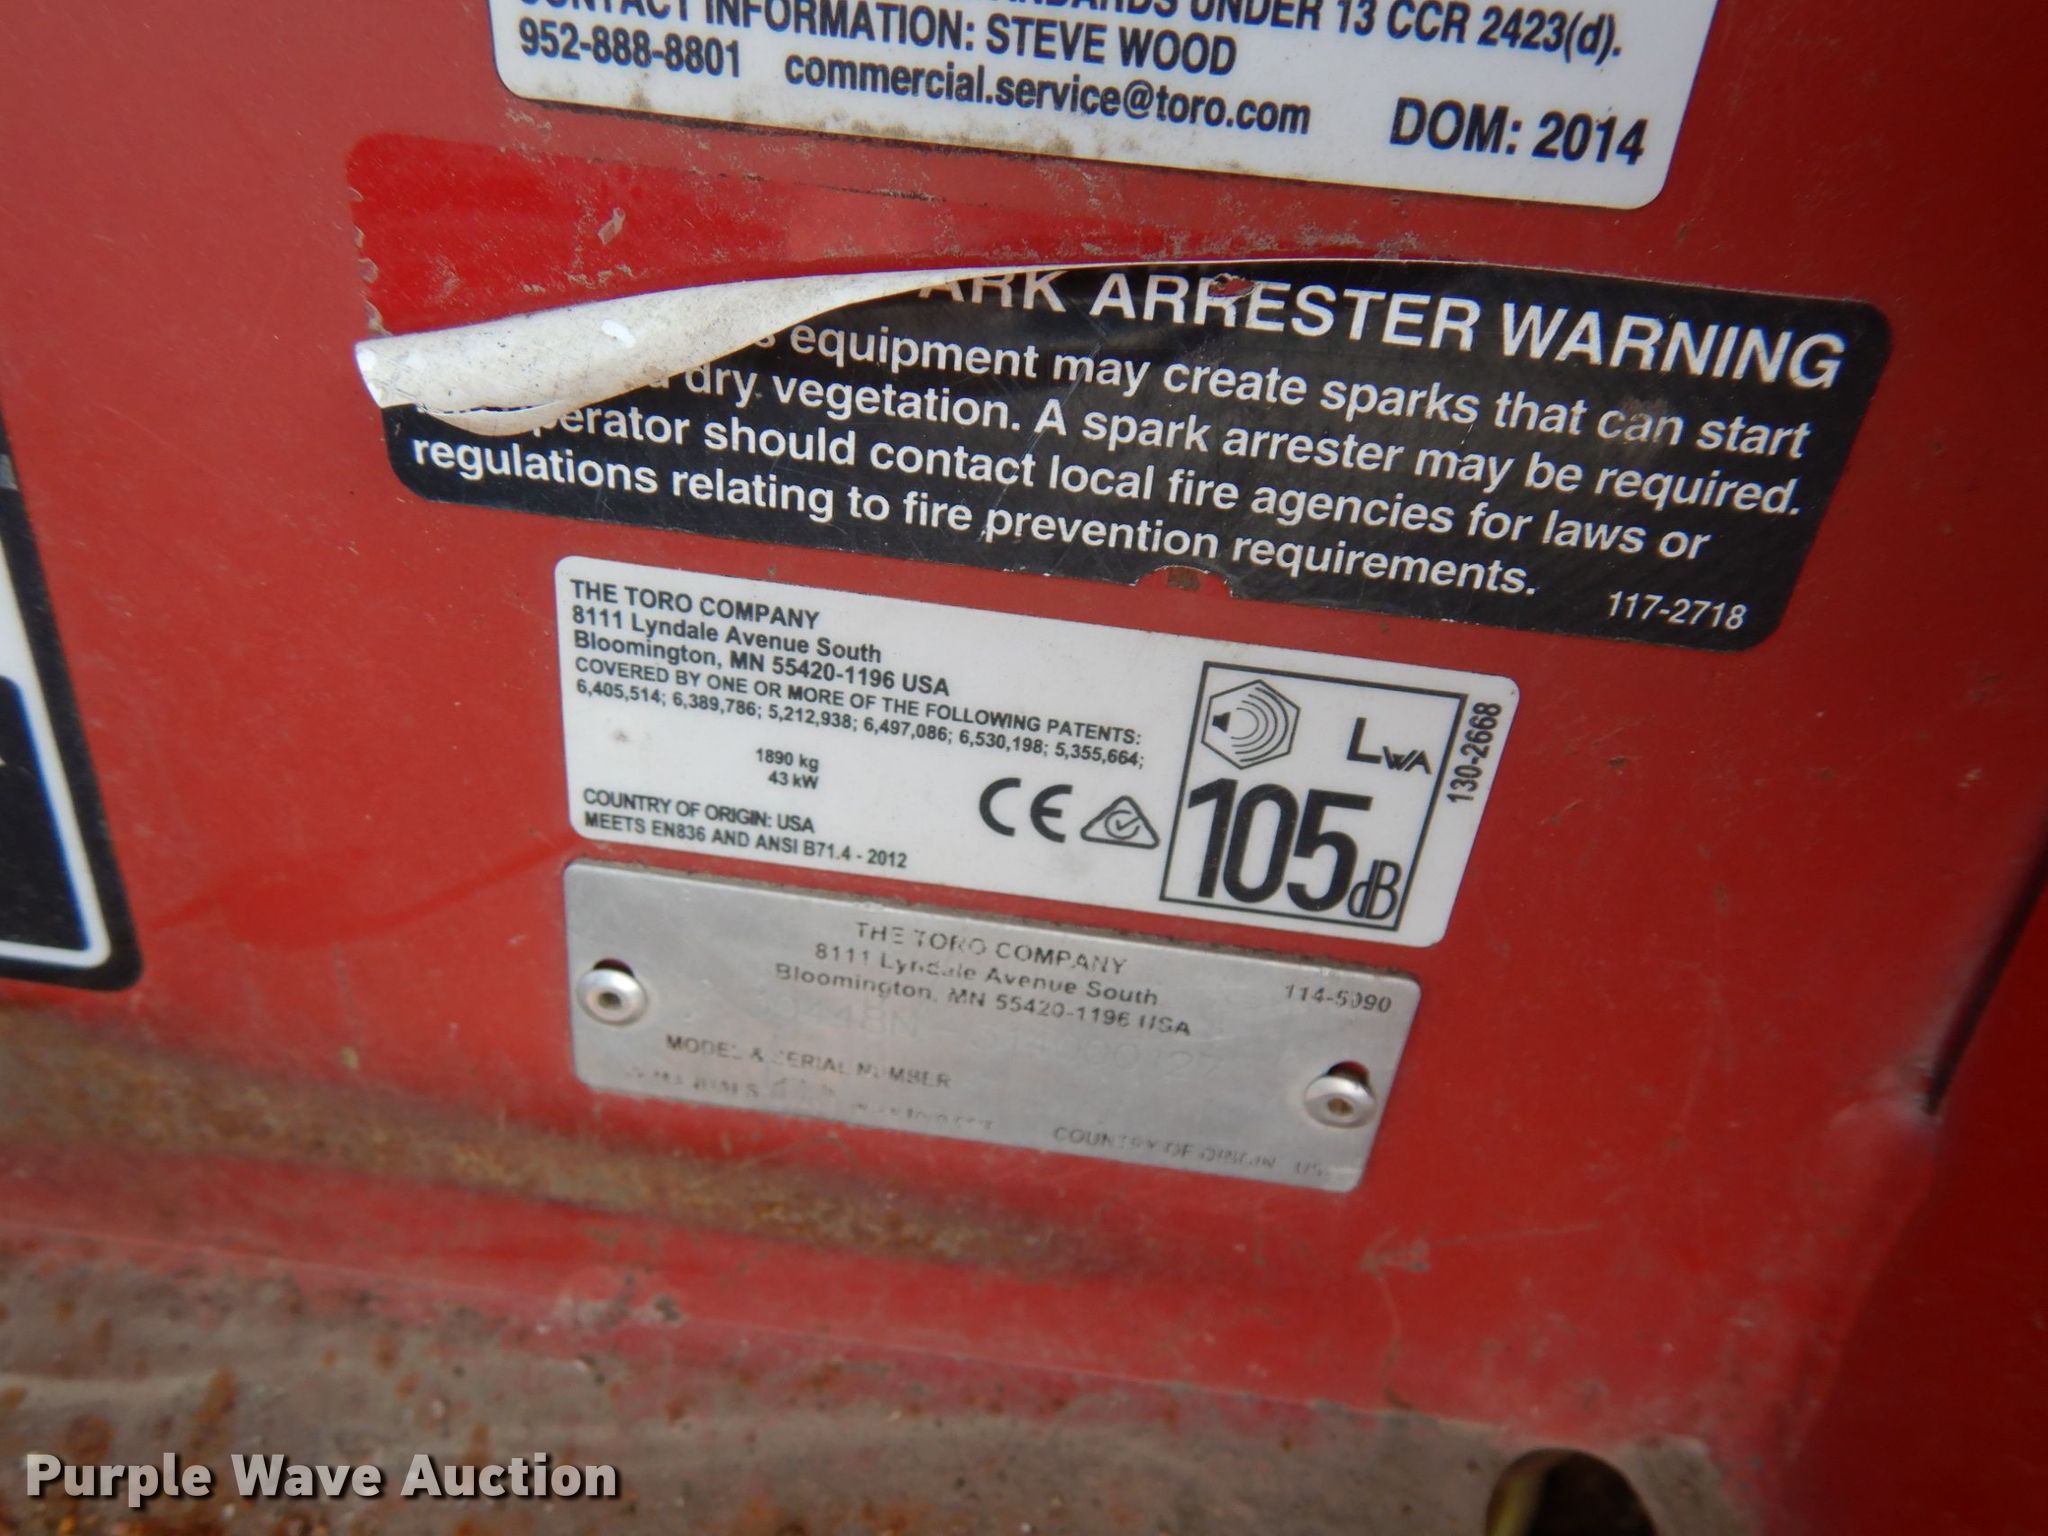 UNDER 13 CCR 2423(d).
CONTACT INFORMATION: STEVE WOOD
952-888-8801 commercial.service@toro.com
DOM: 2014
ARRESTER WARNING
equipment may create sparks that can start
dry vegetation. A spark arrester may be required.
should contact local fire agencies for laws or
regulations relating to fire prevention requirements.
117-2718
THE TORO COMPANY
8111 Lyndale Avenue South
Bloomington, MN 55420-1196 USA
COVERED BY ONE OR MORE OF THE FOLLOWING PATENTS:
6,405,514; 6,389,786; 5,212,938; 6,497,086; 6,530,198; 5,355,664;
1890 kg
43 kW
COUNTRY OF ORIGIN: USA
MEETS EN836 AND ANSI B71.4 - 2012
CE
LWA
105 dB
130-2668
THE TORO COMPANY
8111 Lyndale Avenue South
Bloomington, MN 55420-1196 USA
114-5090
MODEL & SERIAL NUMBER
COUNTRY OF ORIGIN
Purple Wave Auction